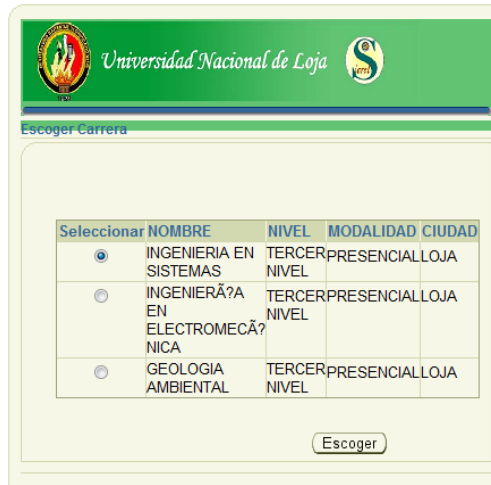 Universidad Nacional de Loja
Escoger Carrera
Seleccionar NOMBRE NIVEL MODALIDAD CIUDAD
INGENIERIA EN TERCER PRESENCIAL LOJA
SISTEMAS NIVEL
INGENIERÃ?A TERCER PRESENCIAL LOJA
EN NIVEL
ELECTROMECÃ?
NICA
GEOLOGIA TERCER PRESENCIAL LOJA
AMBIENTAL NIVEL
Escoger